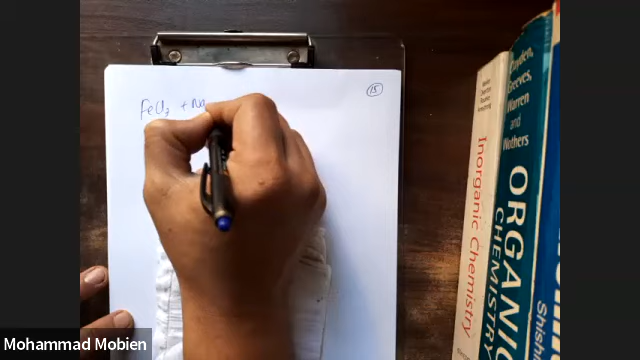 FeCl₃ + Na
15
Inorganic Chemistry
Clayden,
Greeves,
Warren
and
Wothers
ORGANIC
CHEMISTRY
Mohammad Mobien